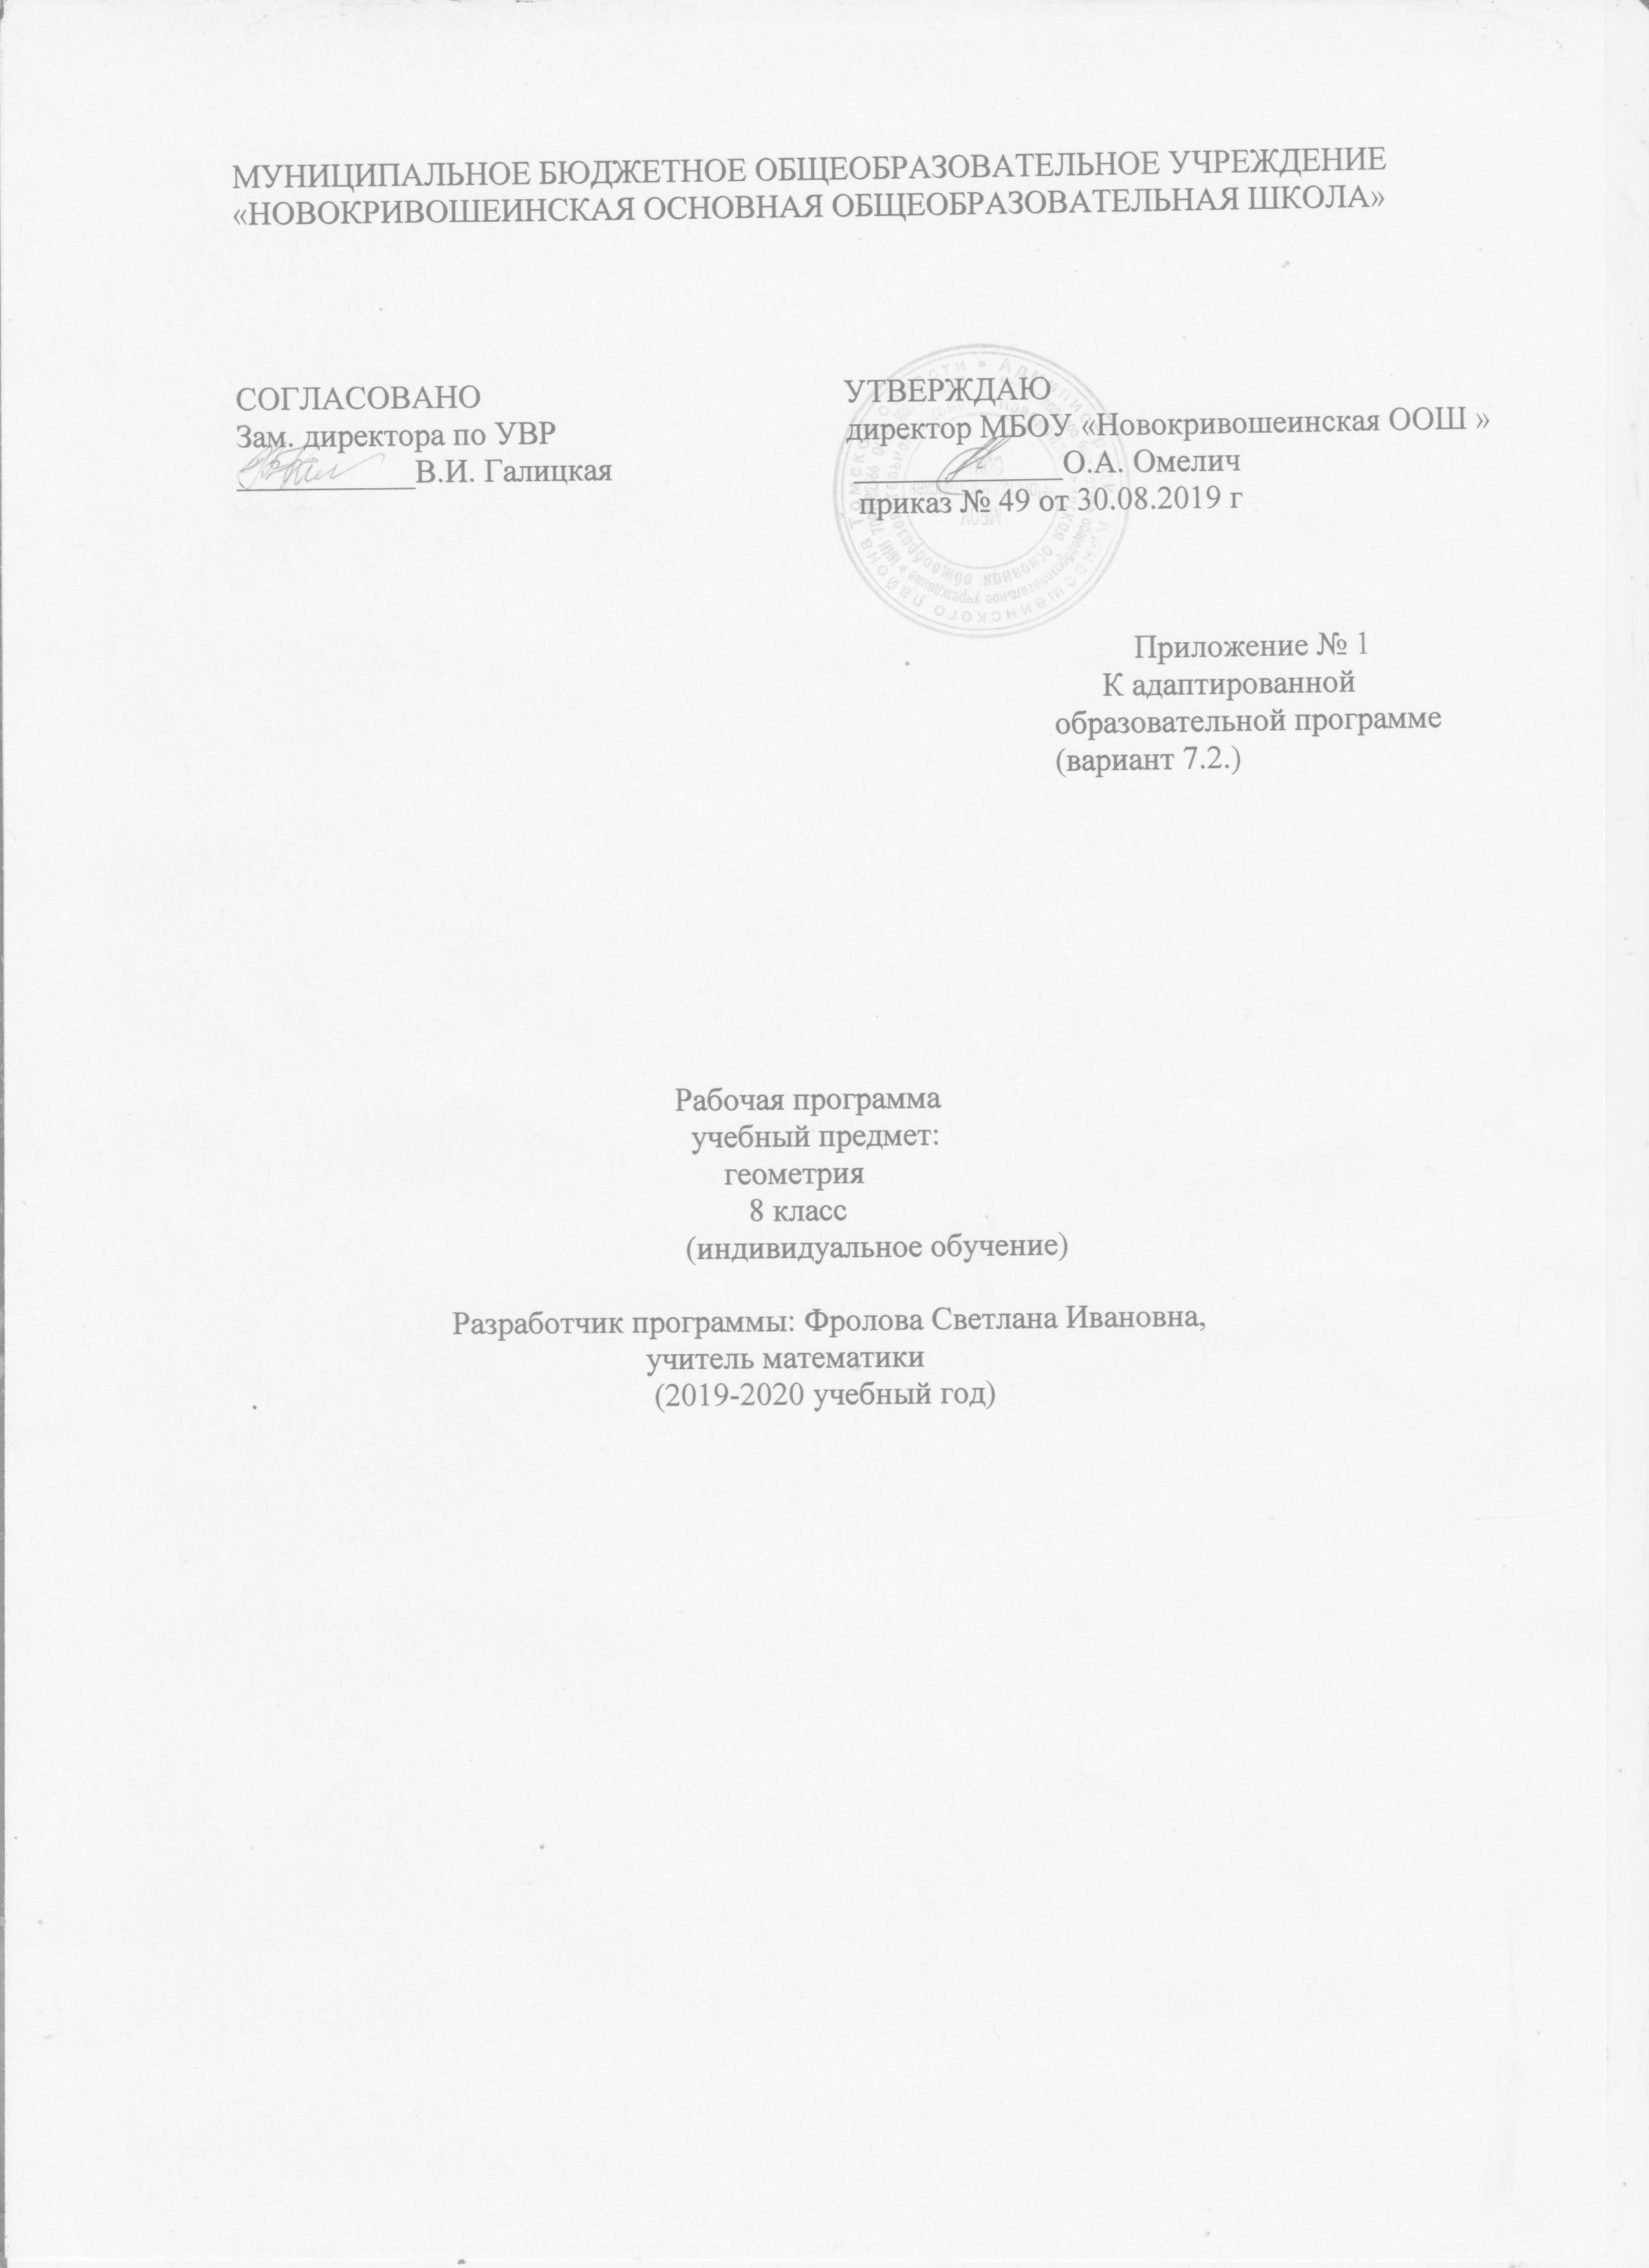 МУНИЦИПАЛЬНОЕ БЮДЖЕТНОЕ ОБЩЕОБРАЗОВАТЕЛЬНОЕ УЧРЕЖДЕНИЕ
«НОВОКРИВОШЕИНСКАЯ ОСНОВНАЯ ОБЩЕОБРАЗОВАТЕЛЬНАЯ ШКОЛА»
СОГЛАСОВАНО
Зам. директора по УВР
____________В.И. Галицкая
УТВЕРЖДАЮ
директор МБОУ «Новокривошеинская ООШ »
______________О.А. Омелич
приказ № 49 от 30.08.2019 г
Приложение № 1
К адаптированной
образовательной программе
(вариант 7.2.)
Рабочая программа
учебный предмет:
геометрия
8 класс
(индивидуальное обучение)
Разработчик программы: Фролова Светлана Ивановна,
учитель математики
(2019-2020 учебный год)